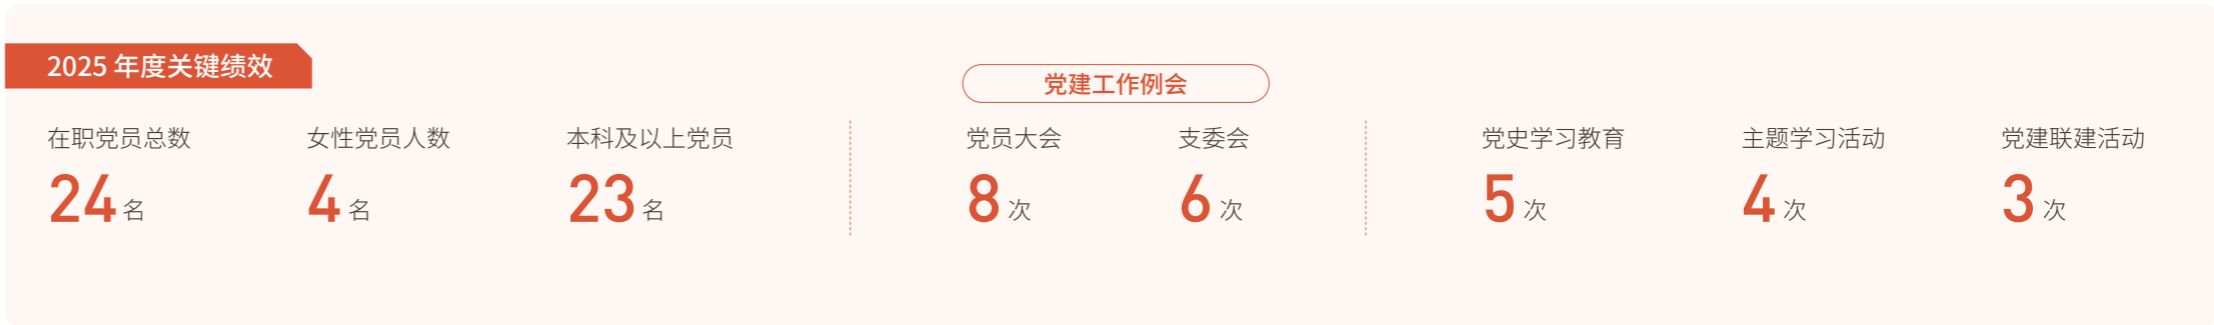 2025 年度关键绩效
党建工作例会
在职党员总数 女性党员人数 本科及以上党员 党员大会 支委会 党史学习教育 主题学习活动 党建联建活动
24 名 4 名 23 名 8 次 6 次 5 次 4 次 3 次